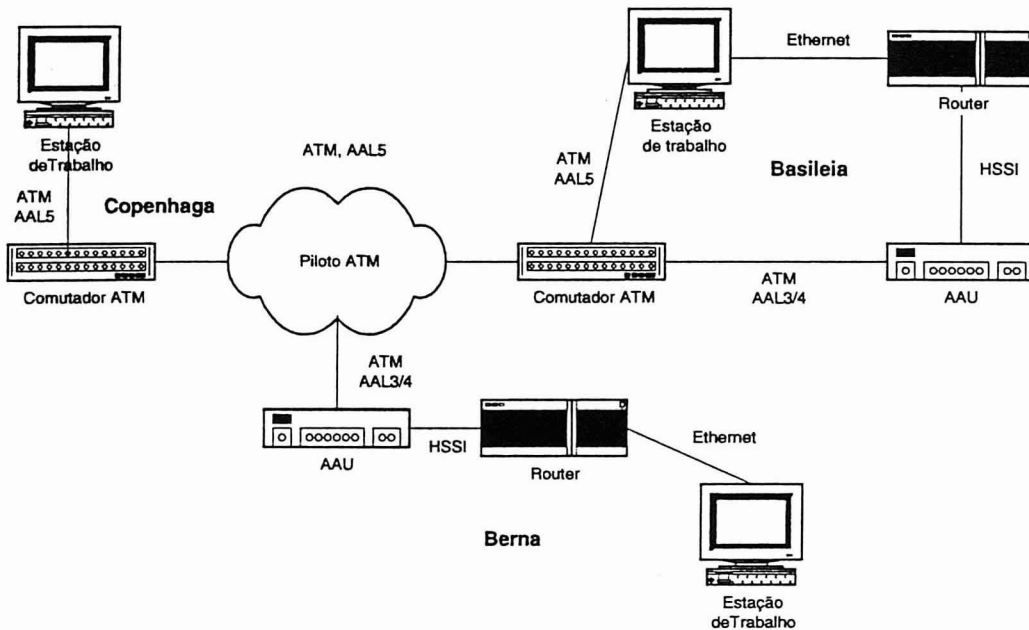 Estação
deTrabalho
ATM
AAL5
Copenhaga
Comutador ATM
ATM, AAL5
Piloto ATM
Ethernet
Router
Estação
de trabalho
ATM
AAL5
Basileia
HSSI
Comutador ATM
ATM
AAL3/4
AAU
ATM
AAL3/4
AAU
HSSI
Router
Ethernet
Berna
Estação
deTrabalho